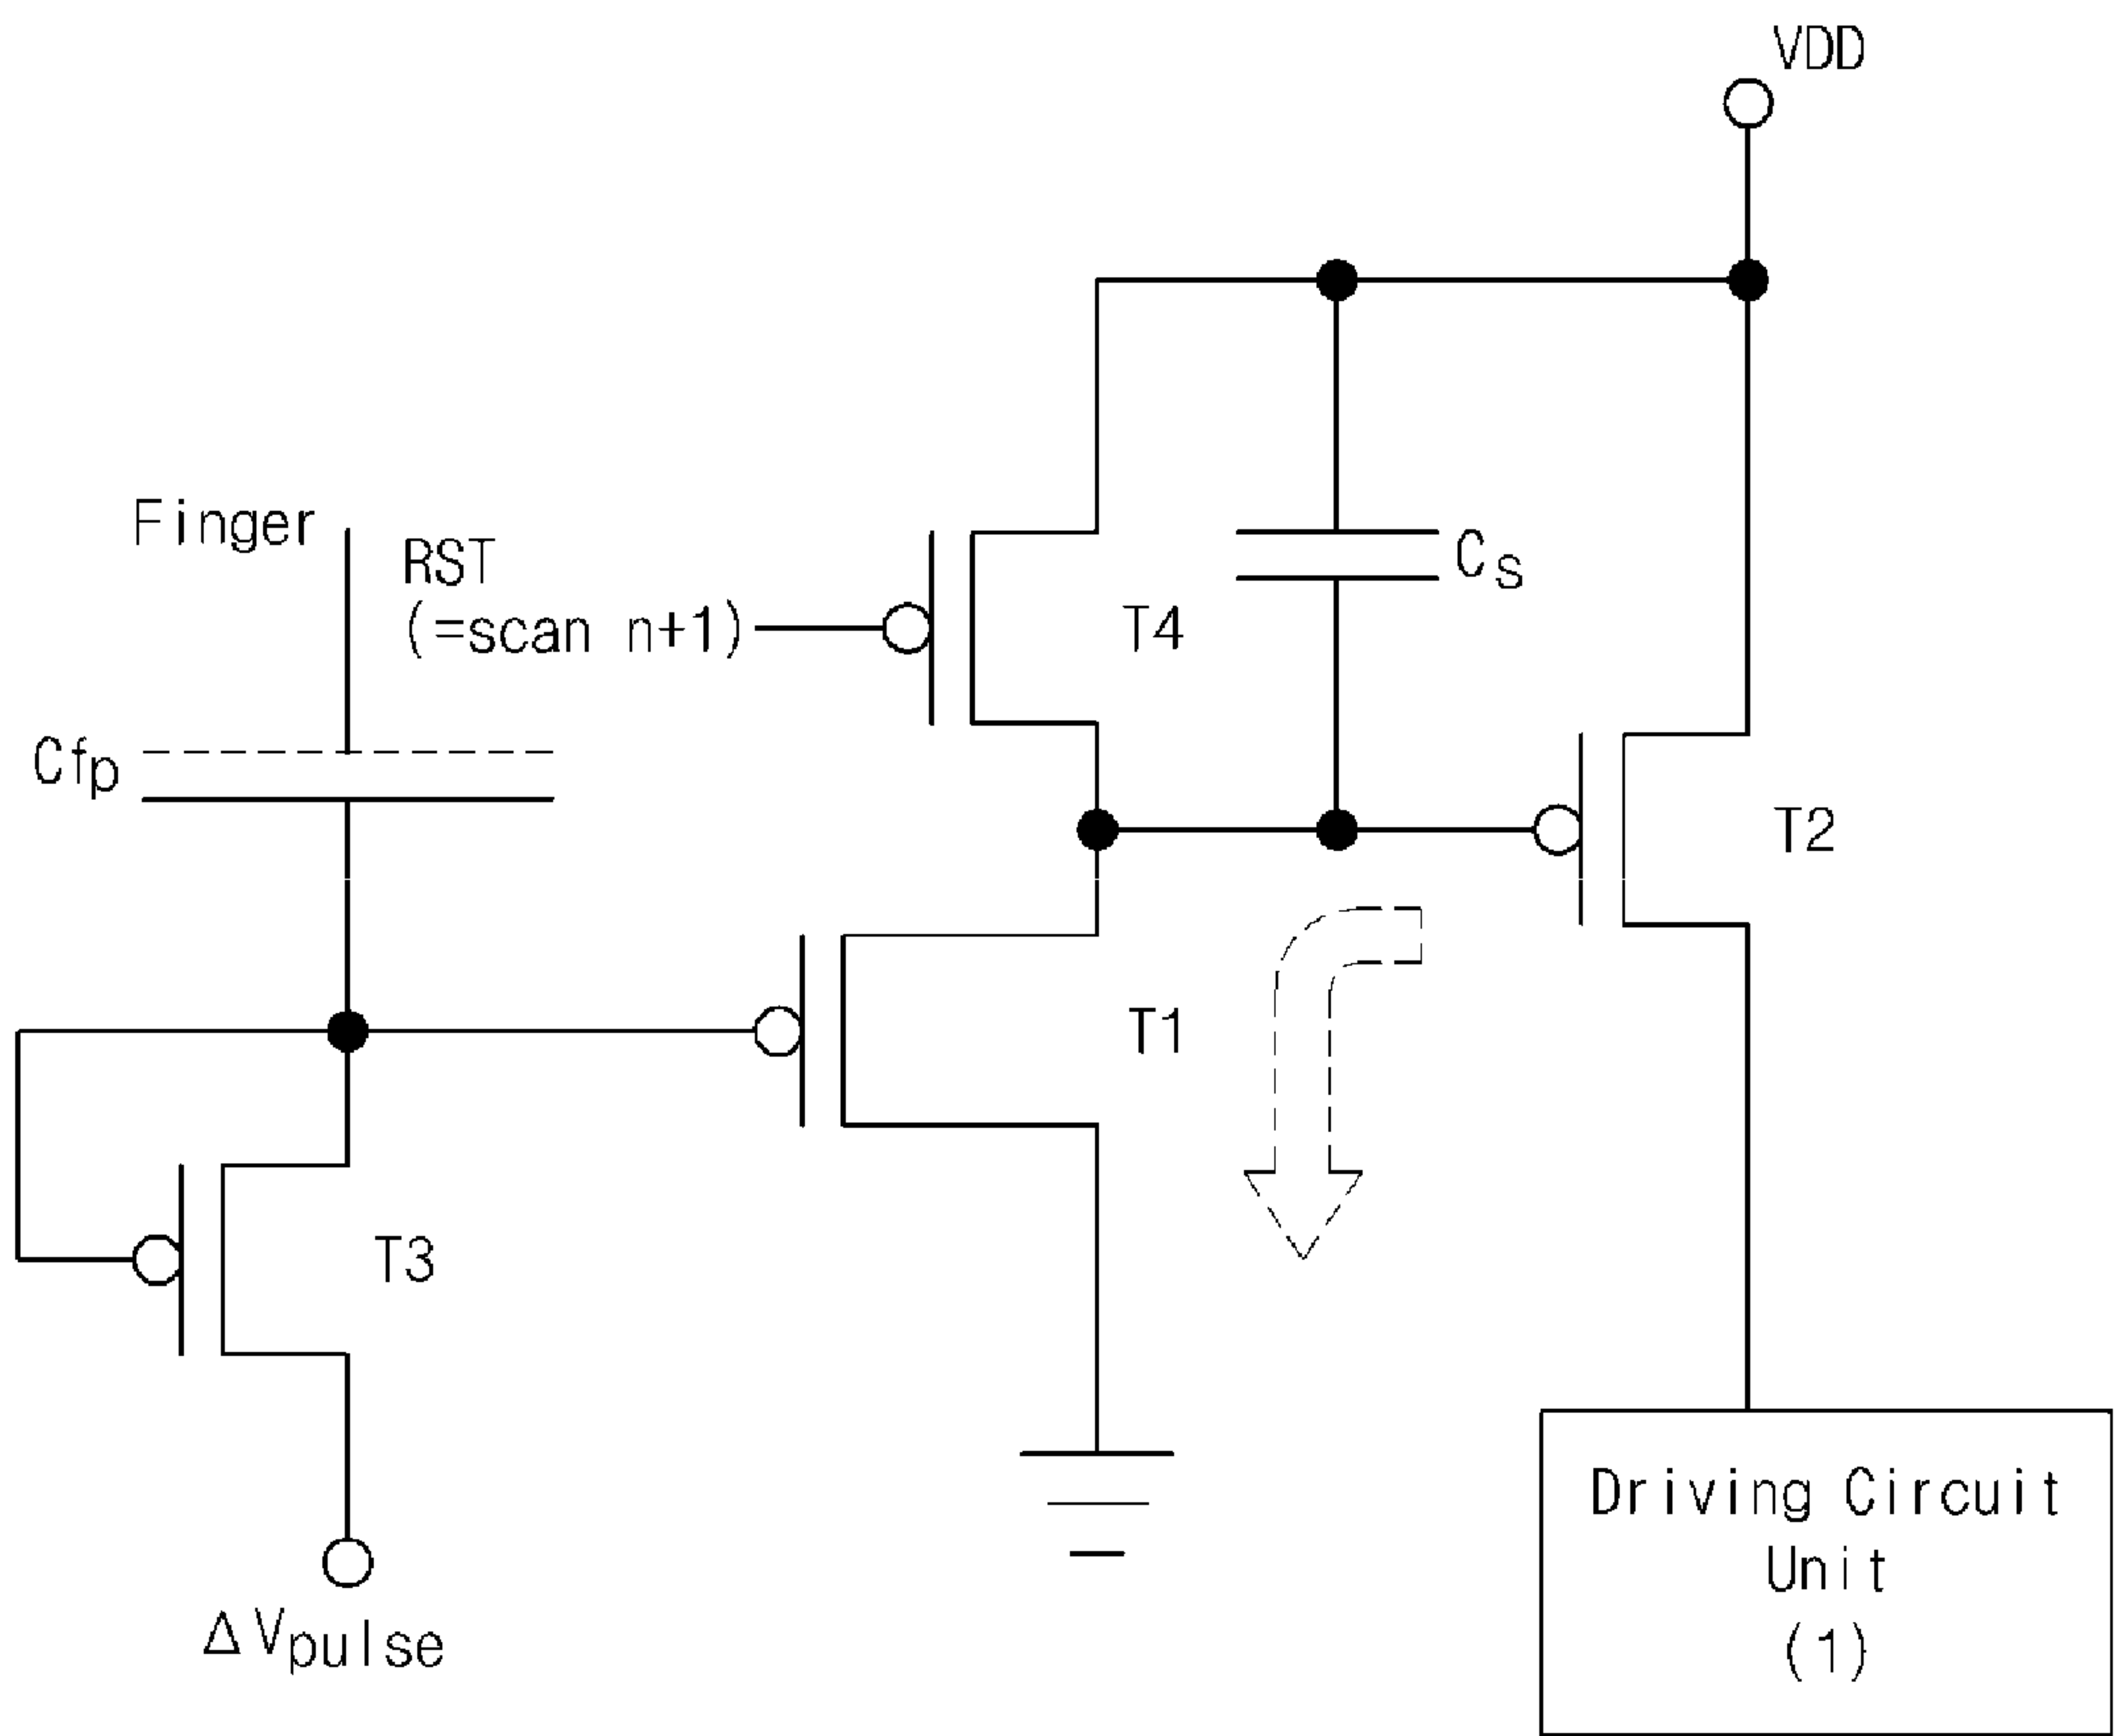 VDD
Finger
RST
(=scan n+1)
T4
Cs
Cfp
T2
T1
T3
ΔVpulse
Driving Circuit
Unit
(1)